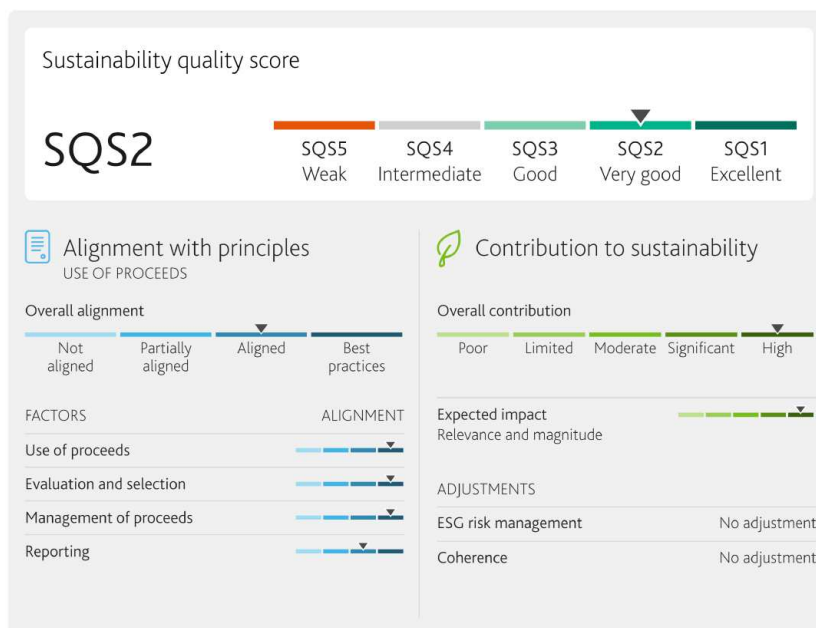 Sustainability quality score
SQS2
SQS5 SQS4 SQS3 SQS2 SQS1
Weak Intermediate Good Very good Excellent
Alignment with principles
USE OF PROCEEDS
Overall alignment
Not aligned
Partially aligned
Aligned
Best practices
FACTORS ALIGNMENT
Use of proceeds
Evaluation and selection
Management of proceeds
Reporting
Contribution to sustainability
Overall contribution
Poor Limited Moderate Significant High
Expected impact
Relevance and magnitude
ADJUSTMENTS
ESG risk management No adjustment
Coherence No adjustment